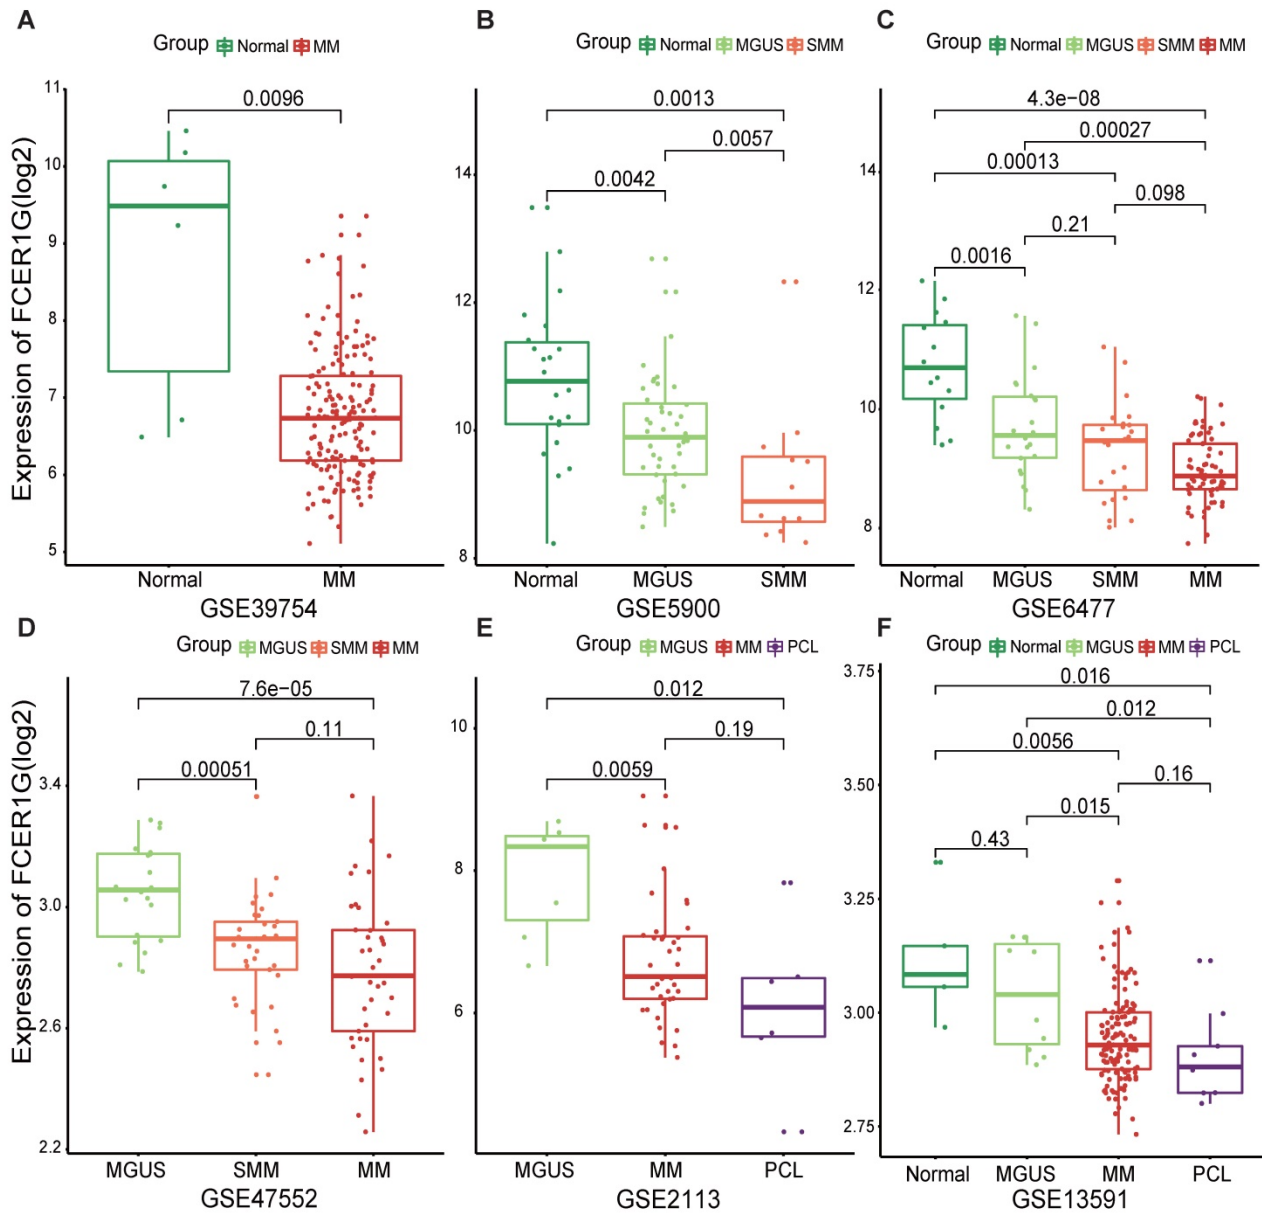 A
B
C
Group Normal MM
Group Normal MGUS SMM
Group Normal MGUS SMM MM
Expression of FCER1G(log2)
11
10
9
8
7
6
5
0.0096
Normal MM
GSE39754
14
12
10
8
0.0013
0.0057
0.0042
Normal MGUS SMM
GSE5900
14
12
10
8
4.3e−08
0.00027
0.00013
0.098
0.21
0.0016
Normal MGUS SMM MM
GSE6477
D
E
F
Group MGUS SMM MM
Group MGUS MM PCL
Group Normal MGUS MM PCL
Expression of FCER1G(log2)
3.4
3.0
2.6
2.2
7.6e−05
0.11
0.00051
MGUS SMM MM
GSE47552
10
8
6
0.012
0.19
0.0059
MGUS MM PCL
GSE2113
3.75
3.50
3.25
3.00
2.75
0.016
0.012
0.0056
0.16
0.015
0.43
Normal MGUS MM PCL
GSE13591